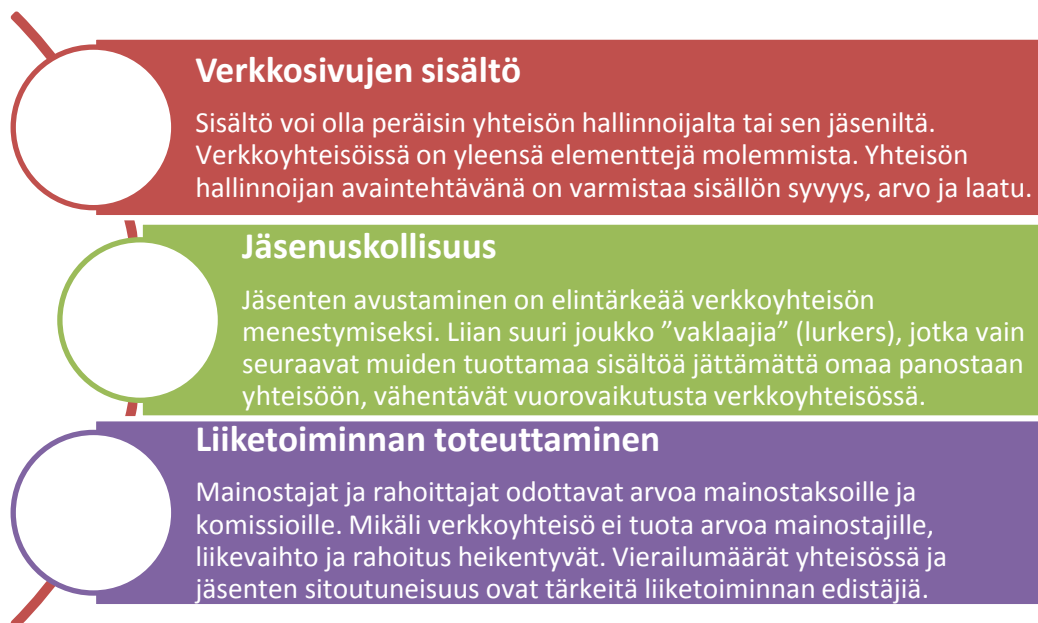 Verkkosivujen sisältö
Sisältö voi olla peräisin yhteisön hallinnoijalta tai sen jäseniltä.
Verkkoyhteisöissä on yleensä elementtejä molemmista. Yhteisön
hallinnoijan avaintehtävänä on varmistaa sisällön syvyys, arvo ja laatu.
Jäsenuskollisuus
Jäsenten avustaminen on elintärkeää verkkoyhteisön
menestymiseksi. Liian suuri joukko ”vaklaajia” (lurkers), jotka vain
seuraavat muiden tuottamaa sisältöä jättämättä omaa panostaan
yhteisöön, vähentävät vuorovaikutusta verkkoyhteisössä.
Liiketoiminnan toteuttaminen
Mainostajat ja rahoittajat odottavat arvoa mainostaksoille ja
komissioille. Mikäli verkkoyhteisö ei tuota arvoa mainostajille,
liikevaihto ja rahoitus heikentyvät. Vierailumäärät yhteisössä ja
jäsenten sitoutuneisuus ovat tärkeitä liiketoiminnan edistäjiä.